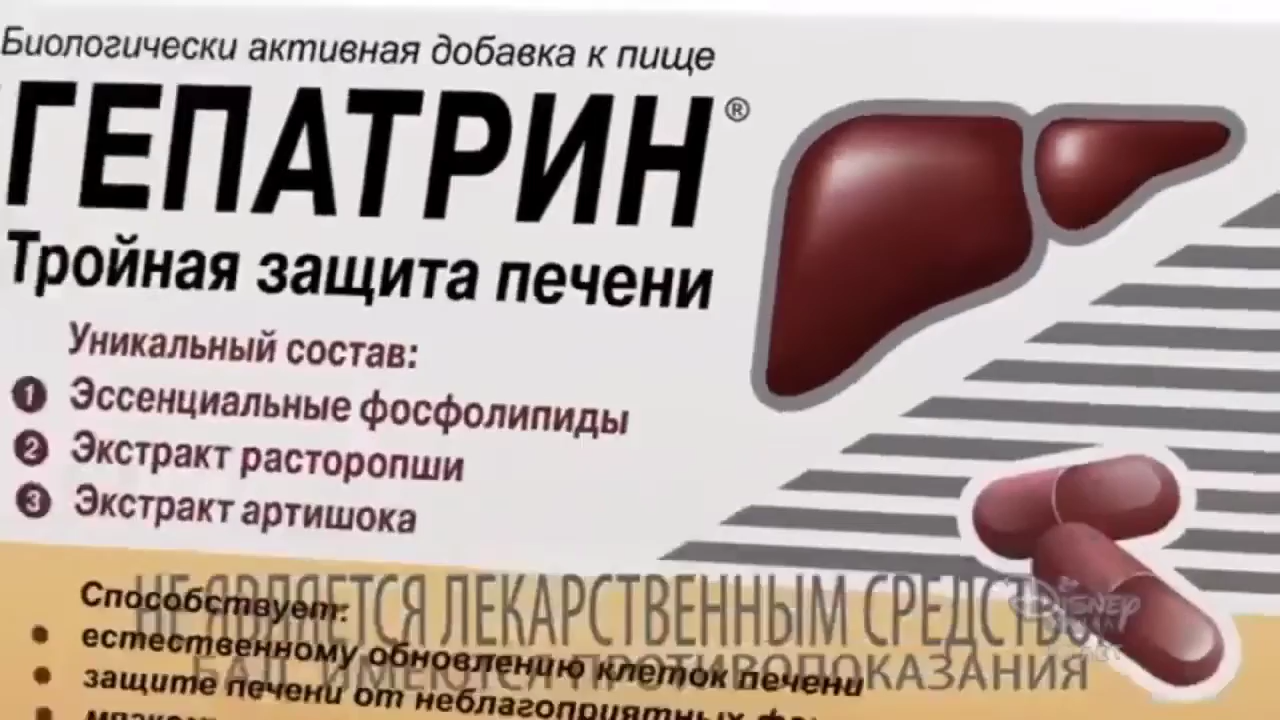 Биологически активная добавка к пище
ГЕПАТРИН®
Тройная защита печени
Уникальный состав:
1 Эссенциальные фосфолипиды
2 Экстракт расторопши
3 Экстракт артишока
Способствует:
НЕ ЯВЛЯЕТСЯ ЛЕКАРСТВЕННЫМ СРЕДСТВОМ
• естественному обновлению клеток печени
БАД. ИМЕЮТСЯ ПРОТИВОПОКАЗАНИЯ
• защите печени от неблагоприятных
Disney